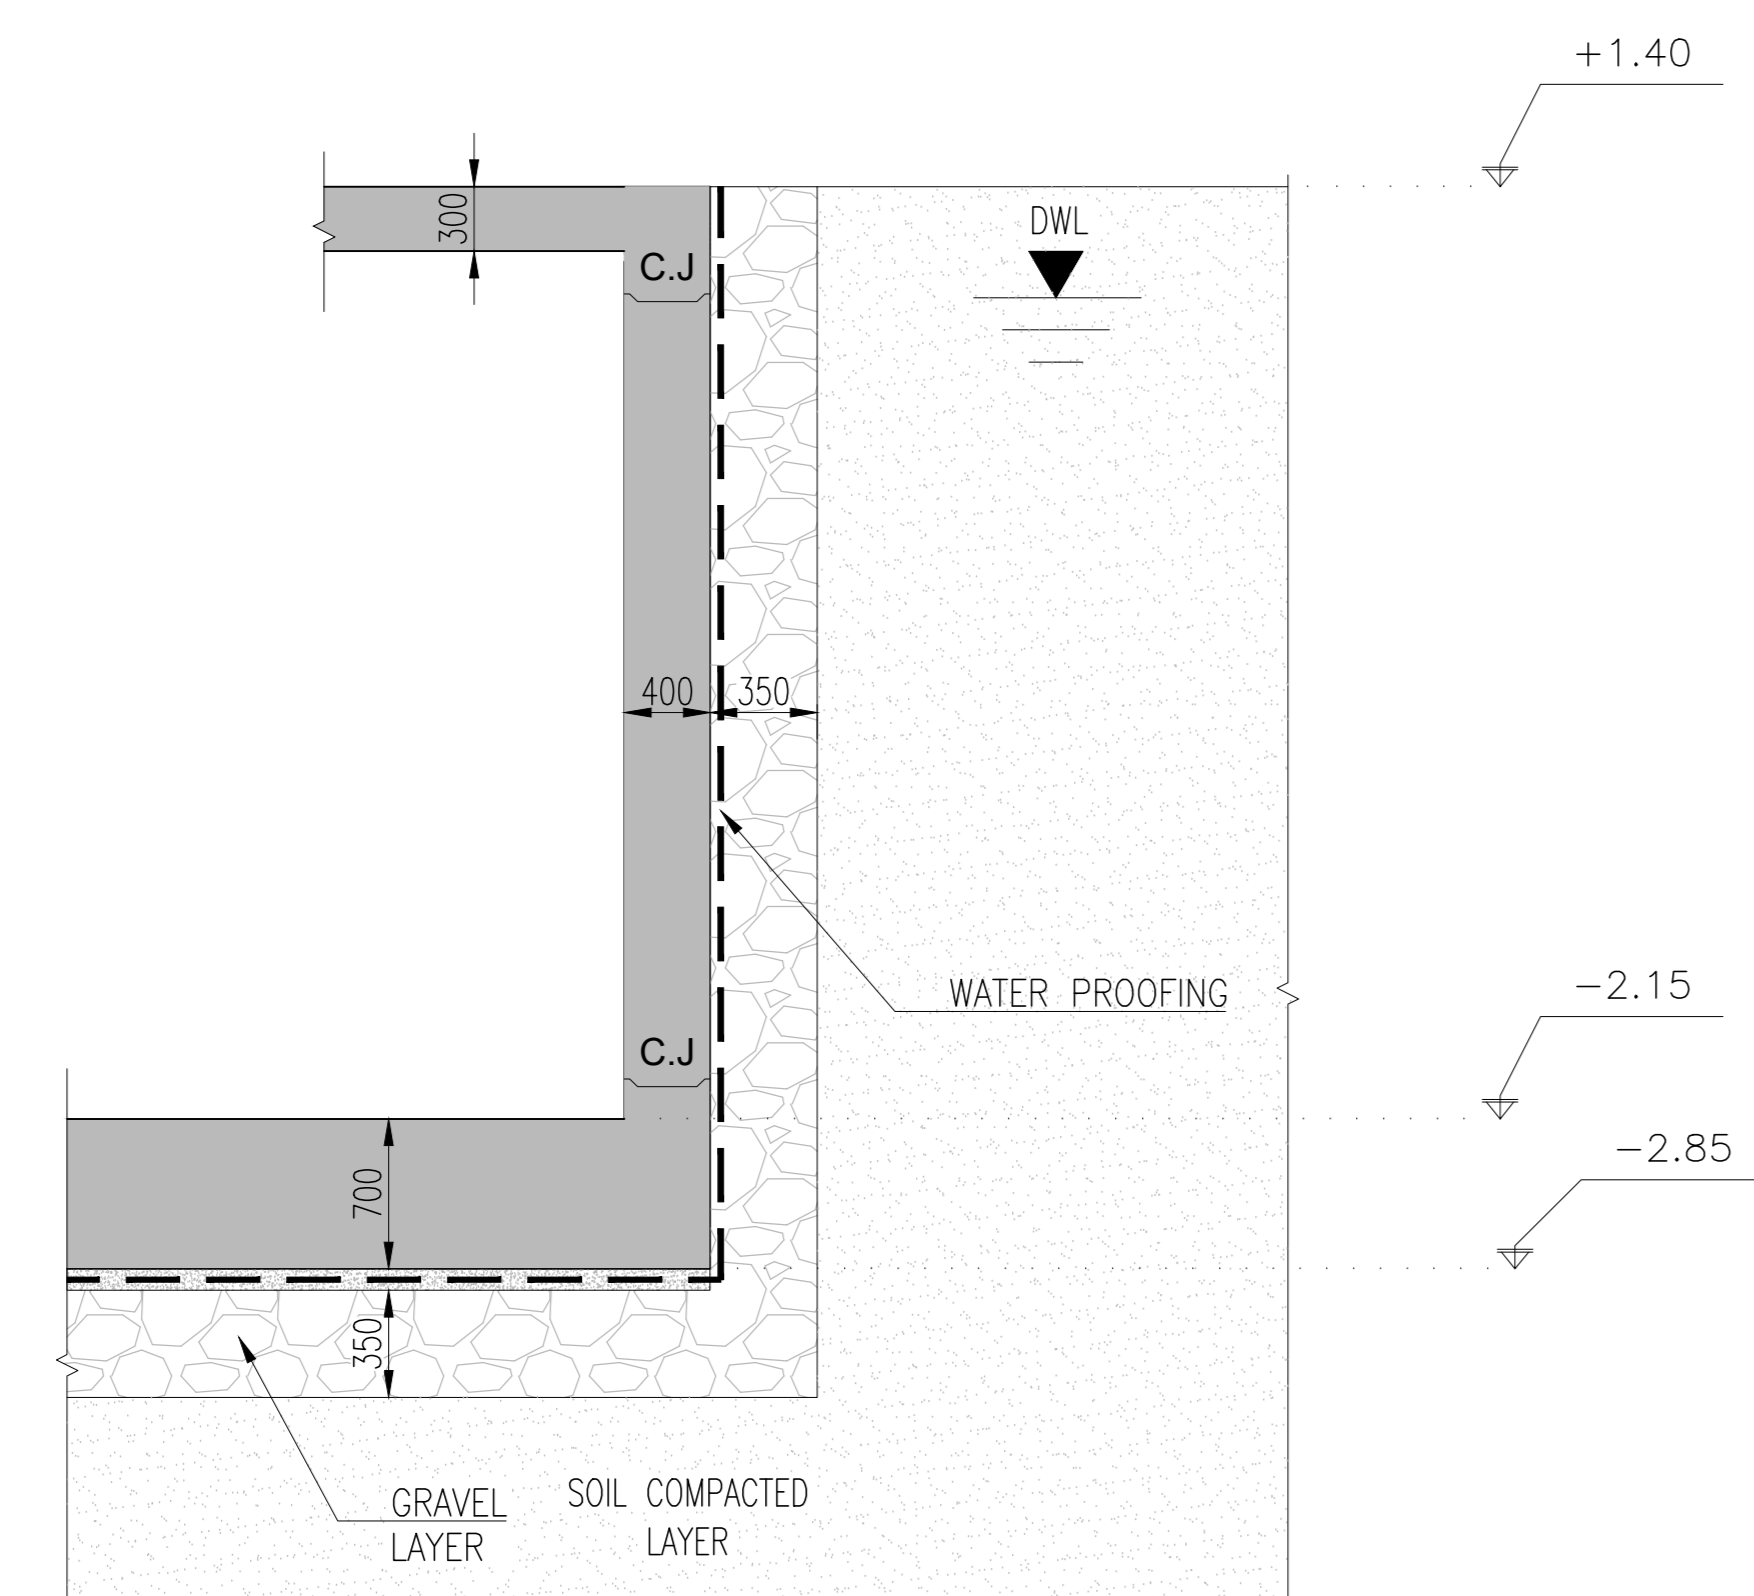 +1.40
300
DWL
C.J
400
350
WATER PROOFING
-2.15
C.J
-2.85
700
350
GRAVEL
LAYER
SOIL COMPACTED
LAYER